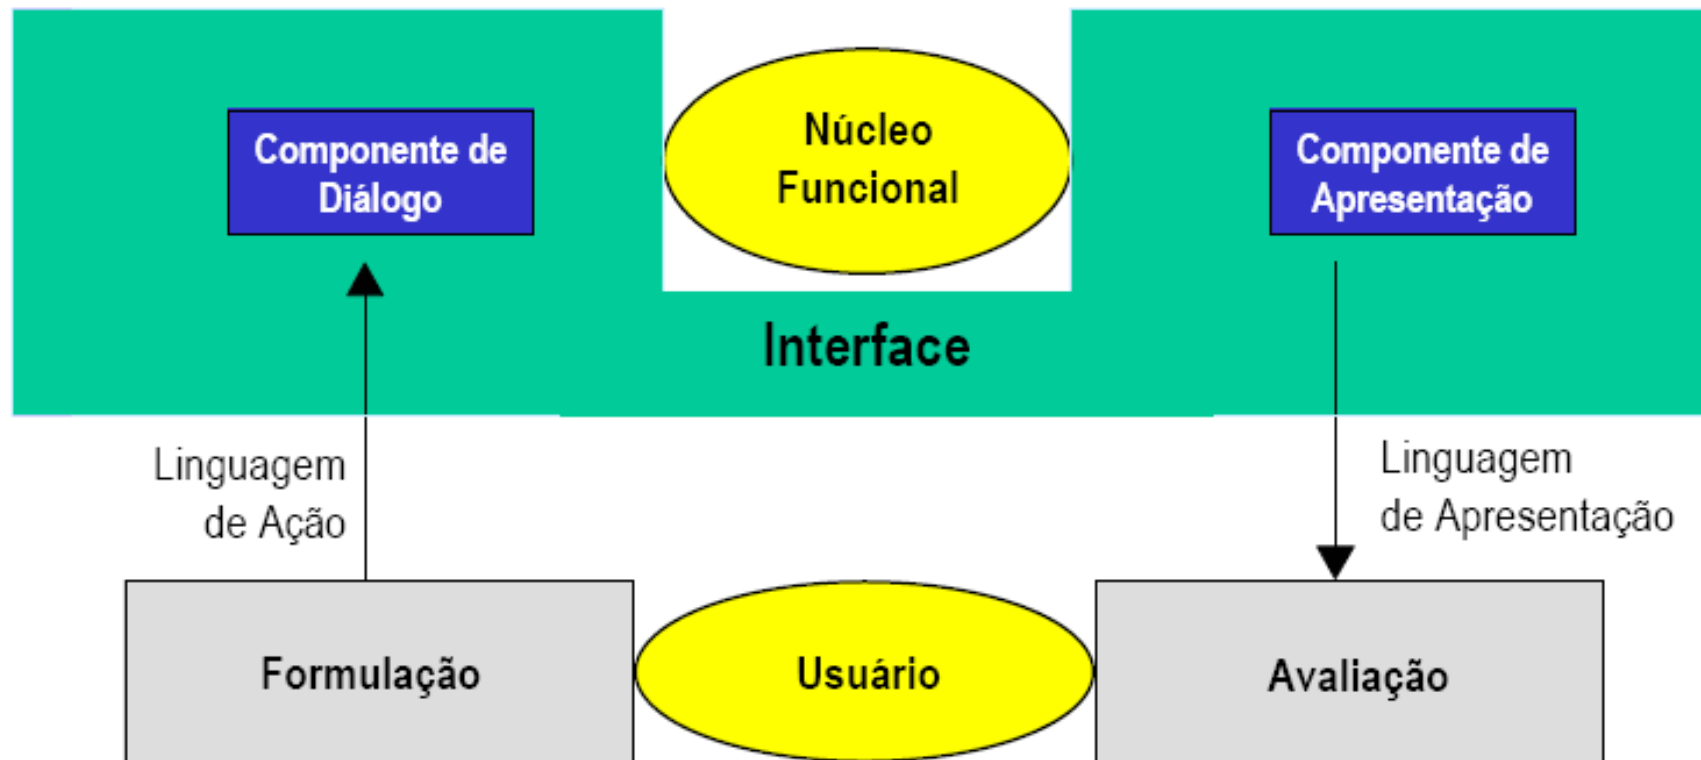 Componente de
Diálogo
Núcleo
Funcional
Componente de
Apresentação
Interface
Linguagem
de Ação
Linguagem
de Apresentação
Formulação
Usuário
Avaliação